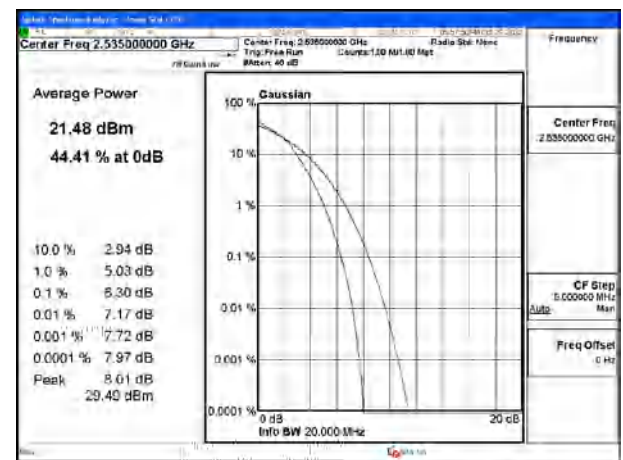 Center Freq 2.535000000 GHz
Center Freq: 2.535000000 GHz
Radio Std: None
Trig: Free Run
Counts:1.00 M/1.00 Mpt
#Atten: 40 dB
Frequency
Average Power
21.48 dBm
44.41 % at 0dB
10.0 % 2.94 dB
1.0 % 5.03 dB
0.1 % 6.30 dB
0.01 % 7.17 dB
0.001 % 7.72 dB
0.0001 % 7.97 dB
Peak 8.01 dB
29.49 dBm
Gaussian
100 %
10 %
1 %
0.1 %
0.01 %
0.001 %
0.0001 %
0 dB
20 dB
Info BW 20.000 MHz
Center Freq
2.535000000 GHz
CF Step
5.000000 MHz
Auto Man
Freq Offset
0 Hz